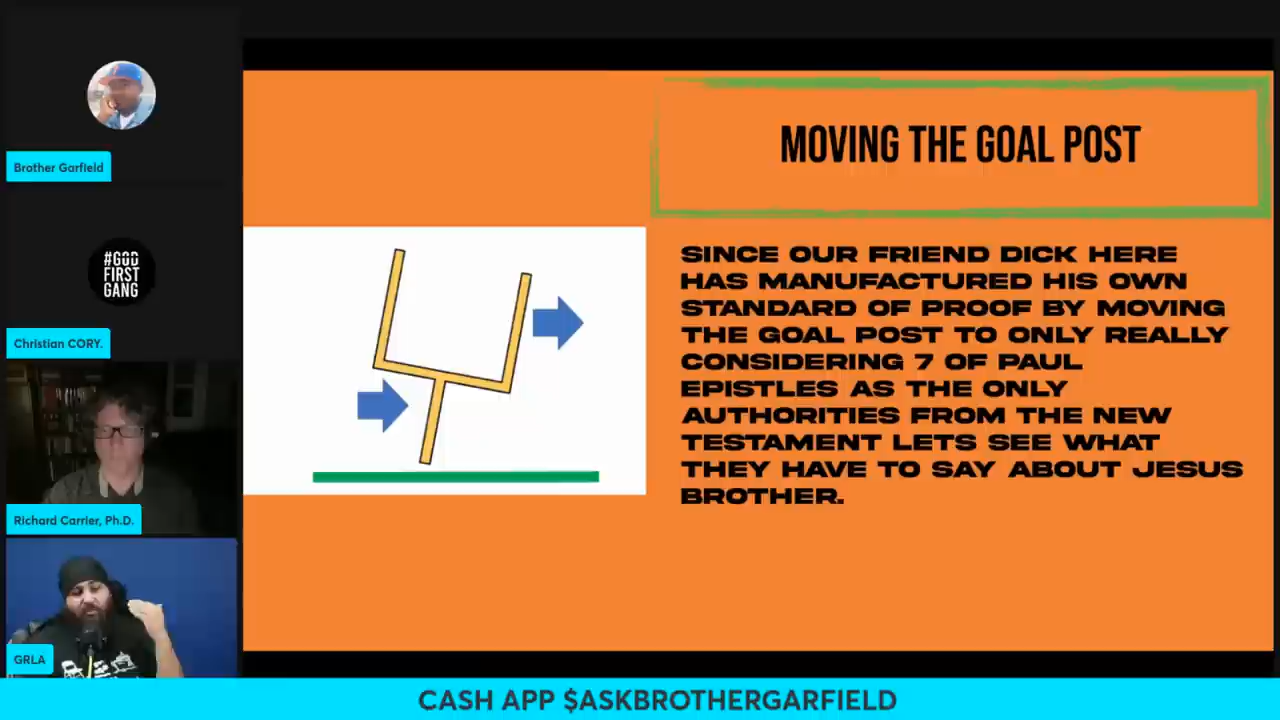 Brother Garfield
#GOD
FIRST
GANG
Christian CORY.
Richard Carrier, Ph.D.
GRLA
MOVING THE GOAL POST
SINCE OUR FRIEND DICK HERE
HAS MANUFACTURED HIS OWN
STANDARD OF PROOF BY MOVING
THE GOAL POST TO ONLY REALLY
CONSIDERING 7 OF PAUL
EPISTLES AS THE ONLY
AUTHORITIES FROM THE NEW
TESTAMENT LETS SEE WHAT
THEY HAVE TO SAY ABOUT JESUS
BROTHER.
CASH APP $ASKBROTHERGARFIELD